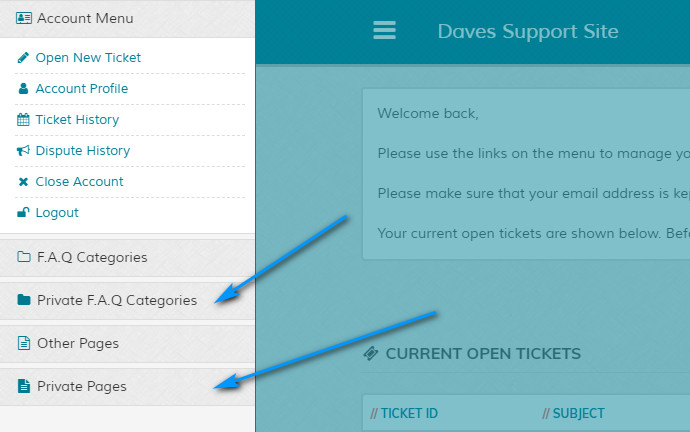 Account Menu
Open New Ticket
Account Profile
Ticket History
Dispute History
Close Account
Logout
F.A.Q Categories
Private F.A.Q Categories
Other Pages
Private Pages
Daves Support Site
Welcome back,
Please use the links on the menu to manage yo
Please make sure that your email address is kep
Your current open tickets are shown below. Befo
CURRENT OPEN TICKETS
// TICKET ID
// SUBJECT